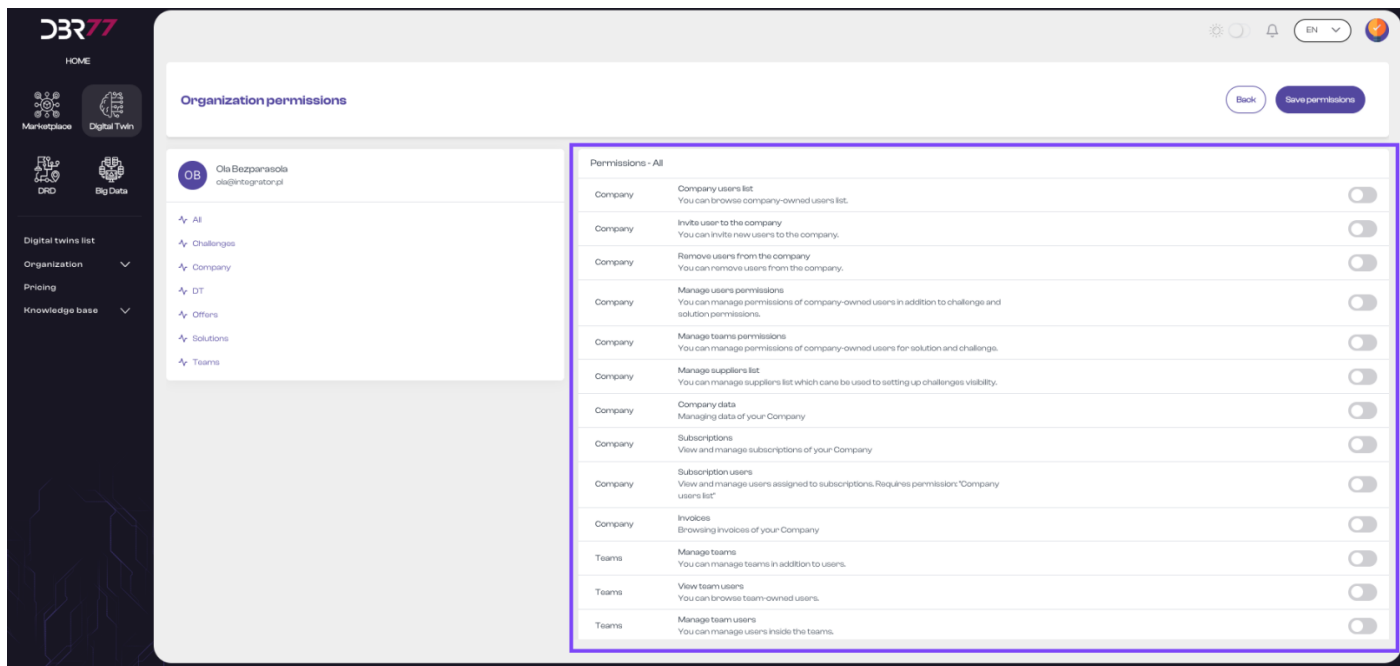 DBR77
HOME
Marketplace
Digital Twin
DRD
Big Data
Digital twins list
Organization
Pricing
Knowledge base
EN
Organization permissions
Back
Save permissions
OB
Ola Bezparasola
ola@integrator.pl
All
Challenges
Company
DT
Offers
Solutions
Teams
Permissions - All
Company
Company users list
You can browse company-owned users list.
Company
Invite user to the company
You can invite new users to the company.
Company
Remove users from the company
You can remove users from the company.
Company
Manage users permissions
You can manage permissions of company-owned users in addition to challenge and
solution permissions.
Company
Manage teams permissions
You can manage permissions of company-owned users for solution and challenge.
Company
Manage suppliers list
You can manage suppliers list which cane be used to setting up challenges visibility.
Company
Company data
Managing data of your Company
Company
Subscriptions
View and manage subscriptions of your Company
Company
Subscription users
View and manage users assigned to subscriptions. Requires permission: "Company
users list"
Company
Invoices
Browsing invoices of your Company
Teams
Manage teams
You can manage teams in addition to users.
Teams
View team users
You can browse team-owned users.
Teams
Manage team users
You can manage users inside the teams.